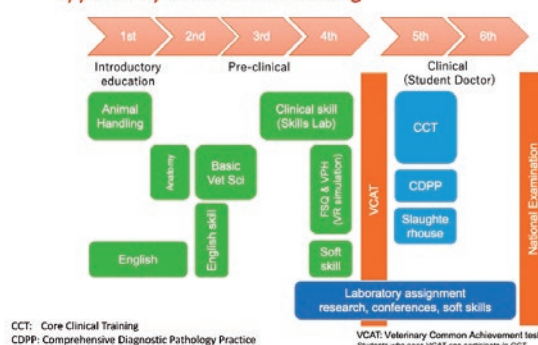 1st 2nd 3rd 4th 5th 6th
Introductory
education
Pre-clinical
Clinical
(Student Doctor)
Animal
Handling
Clinical skill
(Skills Lab)
CCT
Anatomy
Basic
Vet Sci
FSQ & VPH
(VR simulation)
VCAT
CDPP
National Examination
English skill
Slaughte
rhouse
English
Soft
skill
Laboratory assignment
research, conferences, soft skills
CCT: Core Clinical Training
CDPP: Comprehensive Diagnostic Pathology Practice
VCAT: Veterinary Common Achievement test